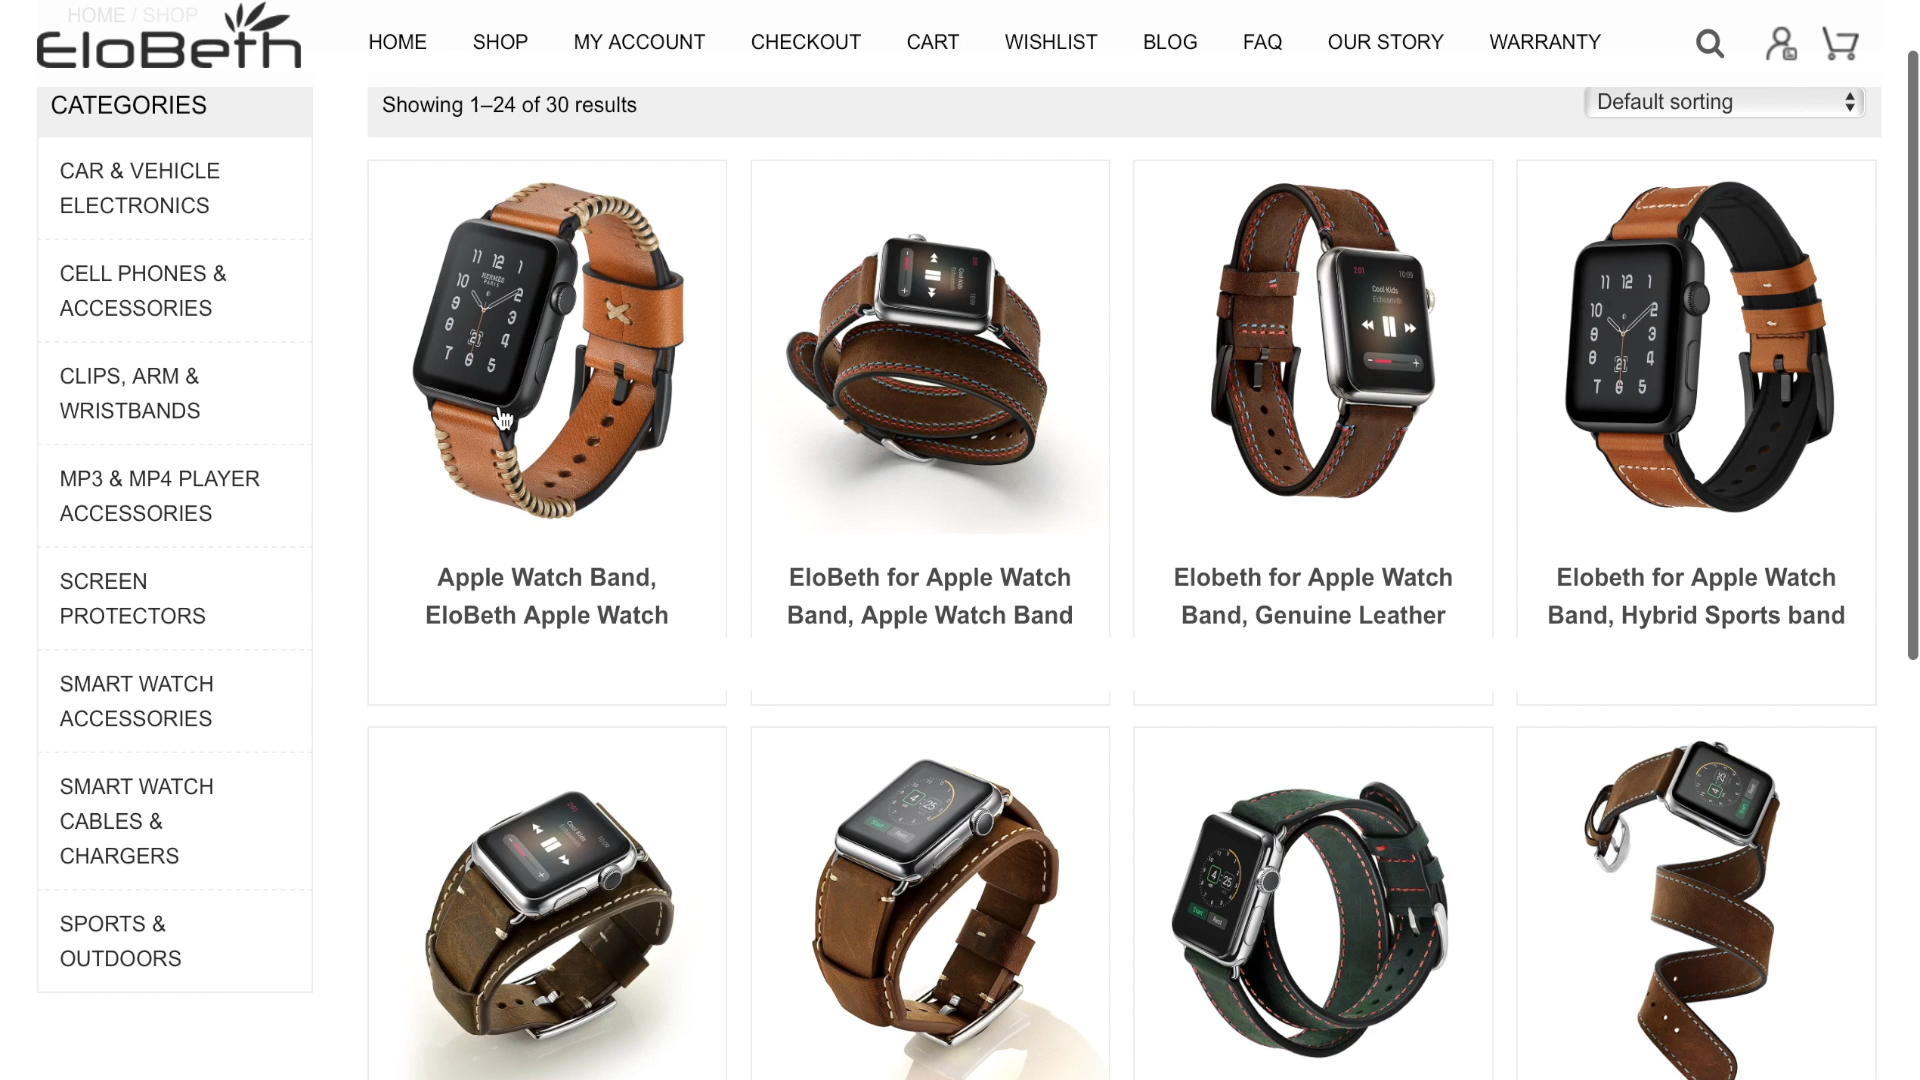 HOME / SHOP
EloBeth
HOME SHOP MY ACCOUNT CHECKOUT CART WISHLIST BLOG FAQ OUR STORY WARRANTY
CATEGORIES
Showing 1–24 of 30 results
Default sorting
CAR & VEHICLE
ELECTRONICS
CELL PHONES &
ACCESSORIES
CLIPS, ARM &
WRISTBANDS
MP3 & MP4 PLAYER
ACCESSORIES
SCREEN
PROTECTORS
SMART WATCH
ACCESSORIES
SMART WATCH
CABLES &
CHARGERS
SPORTS &
OUTDOORS
Apple Watch Band,
EloBeth Apple Watch
EloBeth for Apple Watch
Band, Apple Watch Band
Elobeth for Apple Watch
Band, Genuine Leather
Elobeth for Apple Watch
Band, Hybrid Sports band